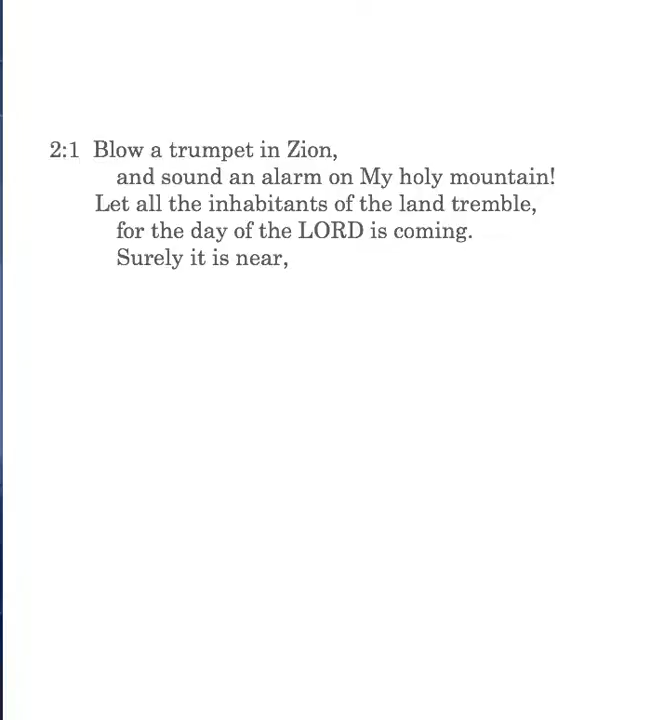 2:1 Blow a trumpet in Zion,
and sound an alarm on My holy mountain!
Let all the inhabitants of the land tremble,
for the day of the LORD is coming.
Surely it is near,